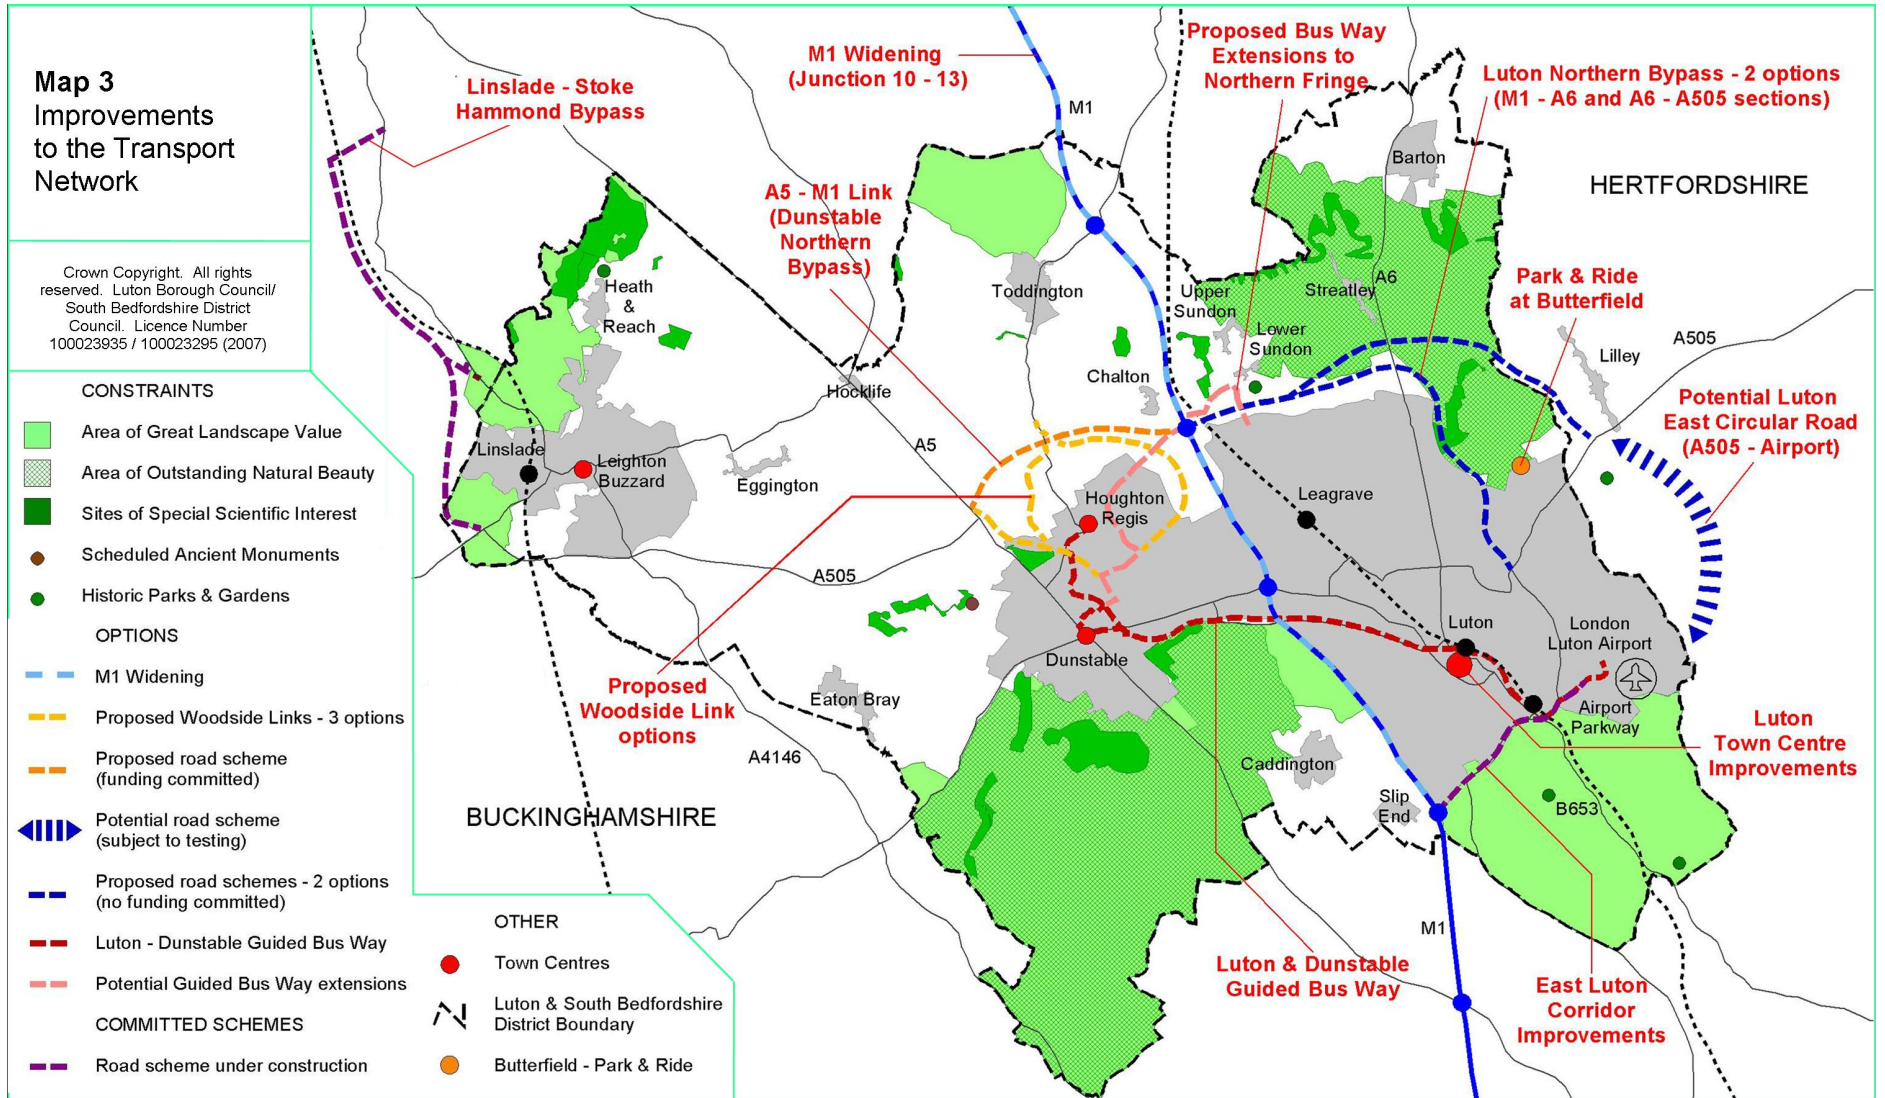 Map 3
Improvements
to the Transport
Network
Crown Copyright. All rights
reserved. Luton Borough Council/
South Bedfordshire District
Council. Licence Number
100023935 / 100023295 (2007)
CONSTRAINTS
Area of Great Landscape Value
Area of Outstanding Natural Beauty
Sites of Special Scientific Interest
Scheduled Ancient Monuments
Historic Parks & Gardens
OPTIONS
M1 Widening
Proposed Woodside Links - 3 options
Proposed road scheme
(funding committed)
Potential road scheme
(subject to testing)
Proposed road schemes - 2 options
(no funding committed)
Luton - Dunstable Guided Bus Way
Potential Guided Bus Way extensions
COMMITTED SCHEMES
Road scheme under construction
OTHER
Town Centres
Luton & South Bedfordshire
District Boundary
Butterfield - Park & Ride
Linslade - Stoke
Hammond Bypass
M1 Widening
(Junction 10 - 13)
Proposed Bus Way
Extensions to
Northern Fringe
Luton Northern Bypass - 2 options
(M1 - A6 and A6 - A505 sections)
A5 - M1 Link
(Dunstable
Northern
Bypass)
Park & Ride
at Butterfield
Potential Luton
East Circular Road
(A505 - Airport)
Proposed
Woodside Link
options
Luton
Town Centre
Improvements
Luton & Dunstable
Guided Bus Way
East Luton
Corridor
Improvements
M1
Barton
HERTFORDSHIRE
Heath
&
Reach
Toddington
Upper
Sundon
Streatley
A6
Lower
Sundon
Lilley
A505
Chalton
Hocklife
A5
Linslade
Leighton
Buzzard
Eggington
Houghton
Regis
Leagrave
A505
Luton
London
Luton Airport
Dunstable
Eaton Bray
Airport
Parkway
A4146
Caddington
Slip
End
B653
BUCKINGHAMSHIRE
M1